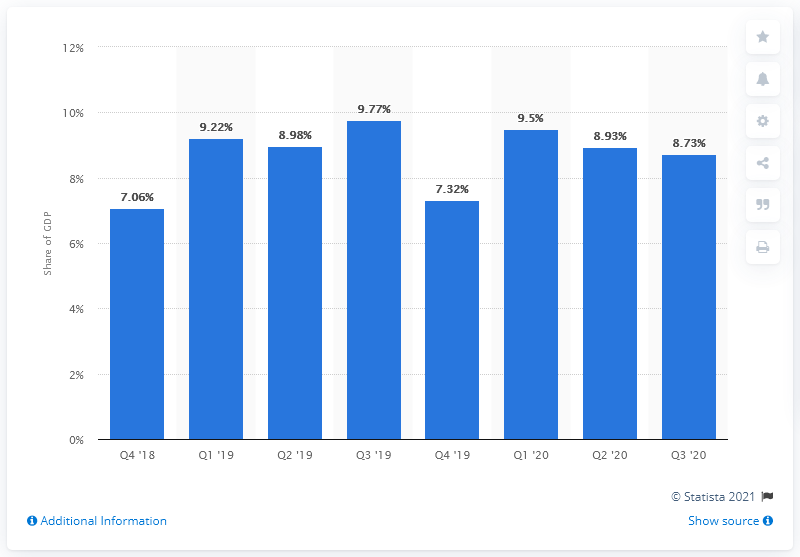 12%
10%
8%
6%
4%
2%
0%
Share of GDP
7.06%
9.22%
8.98%
9.77%
7.32%
9.5%
8.93%
8.73%
Q4 '18
Q1 '19
Q2 '19
Q3 '19
Q4 '19
Q1 '20
Q2 '20
Q3 '20
© Statista 2021
Additional Information
Show source